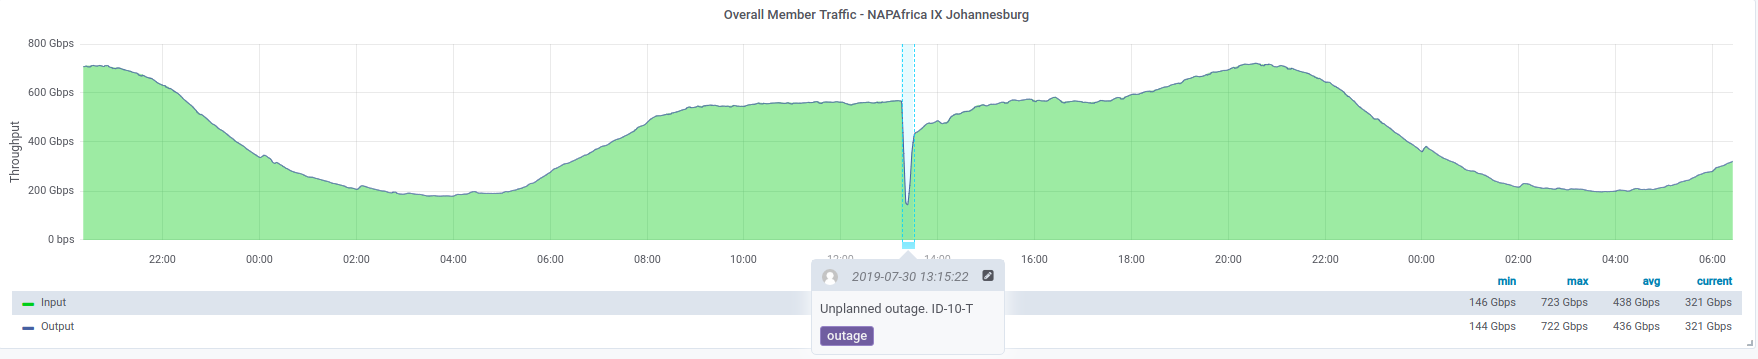 Overall Member Traffic - NAPAfrica IX Johannesburg
Throughput
800 Gbps
600 Gbps
400 Gbps
200 Gbps
0 bps
22:00 00:00 02:00 04:00 06:00 08:00 10:00 12:00 14:00 16:00 18:00 20:00 22:00 00:00 02:00 04:00 06:00
2019-07-30 13:15:22
Unplanned outage. ID-10-T
outage
min max avg current
Input 146 Gbps 723 Gbps 438 Gbps 321 Gbps
Output 144 Gbps 722 Gbps 436 Gbps 321 Gbps